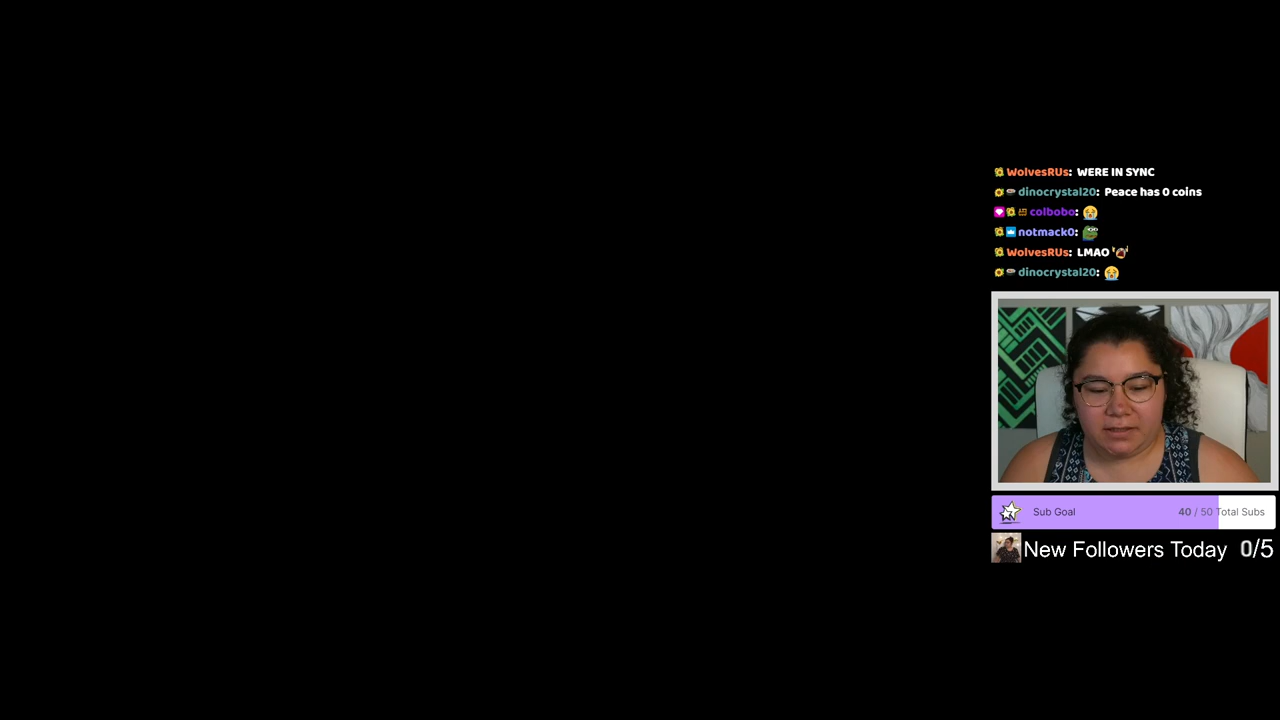 WolvesRUs: WERE IN SYNC
dinocrystal20: Peace has 0 coins
colbobo:
notmack0:
WolvesRUs: LMAO
dinocrystal20:
Sub Goal 40 / 50 Total Subs
New Followers Today 0/5